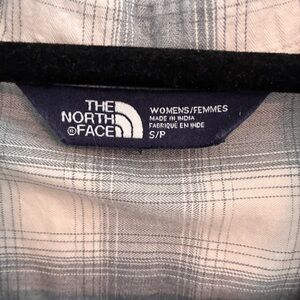 THE
NORTH
®FACE
WOMENS/FEMMES
MADE IN INDIA
FABRIQUÉ EN INDE
S/P